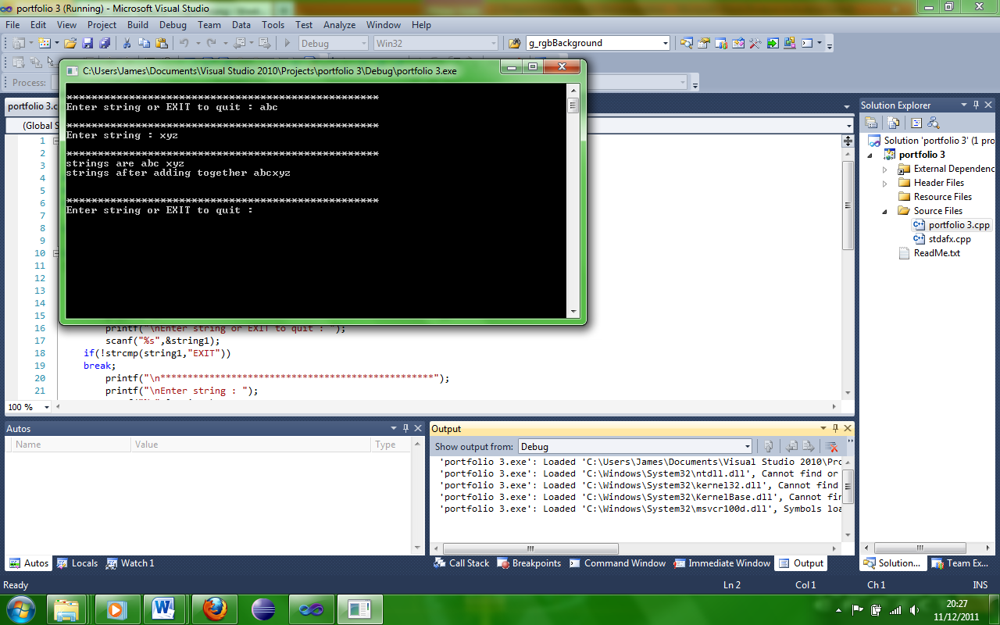 portfolio 3 (Running) - Microsoft Visual Studio
File Edit View Project Build Debug Team Data Tools Test Analyze Window Help
Debug Win32 g_rgbBackground
Process:
C:\Users\James\Documents\Visual Studio 2010\Projects\portfolio 3\Debug\portfolio 3.exe
**************************************************
Enter string or EXIT to quit : abc
**************************************************
Enter string : xyz
**************************************************
strings are abc xyz
strings after adding together abcxyz
**************************************************
Enter string or EXIT to quit :
portfolio 3.c
(Global S
1
2
3
4
5
6
7
8
9
10
11
12
13
14
15
16 printf("\nEnter string or EXIT to quit : ");
17 scanf("%s",&string1);
18 if(!strcmp(string1,"EXIT"))
19 break;
20 printf("\n**************************************************");
21 printf("\nEnter string : ");
100 %
Solution Explorer
Solution 'portfolio 3' (1 pro
portfolio 3
External Dependenc
Header Files
Resource Files
Source Files
portfolio 3.cpp
stdafx.cpp
ReadMe.txt
Autos
Name Value Type
Output
Show output from: Debug
'portfolio 3.exe': Loaded 'C:\Users\James\Documents\Visual Studio 2010\Pro
'portfolio 3.exe': Loaded 'C:\Windows\System32\ntdll.dll', Cannot find or
'portfolio 3.exe': Loaded 'C:\Windows\System32\kernel32.dll', Cannot find
'portfolio 3.exe': Loaded 'C:\Windows\System32\KernelBase.dll', Cannot fin
'portfolio 3.exe': Loaded 'C:\Windows\System32\msvcr100d.dll', Symbols loa
Autos Locals Watch 1
Call Stack Breakpoints Command Window Immediate Window Output
Solution... Team Ex...
Ready Ln 2 Col 1 Ch 1 INS
20:27
11/12/2011